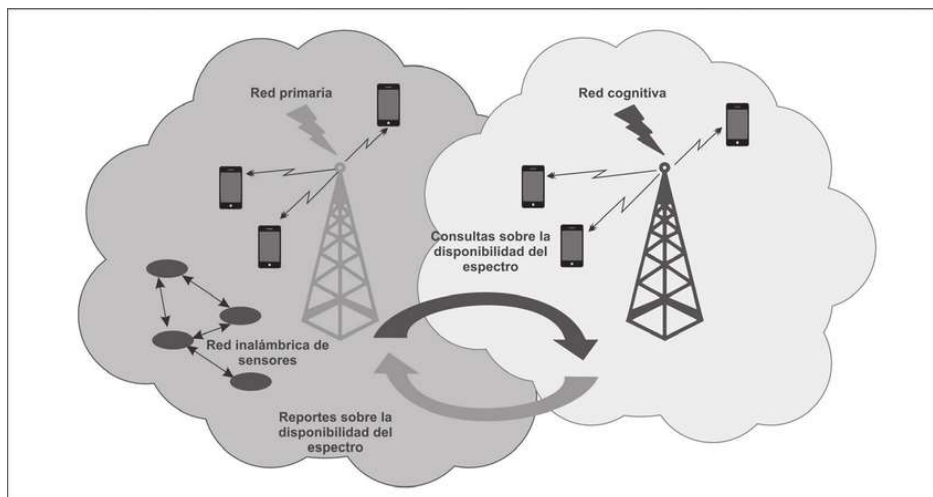 Red primaria
Red cognitiva
Consultas sobre la
disponibilidad del
espectro
Red inalámbrica de
sensores
Reportes sobre la
disponibilidad del
espectro